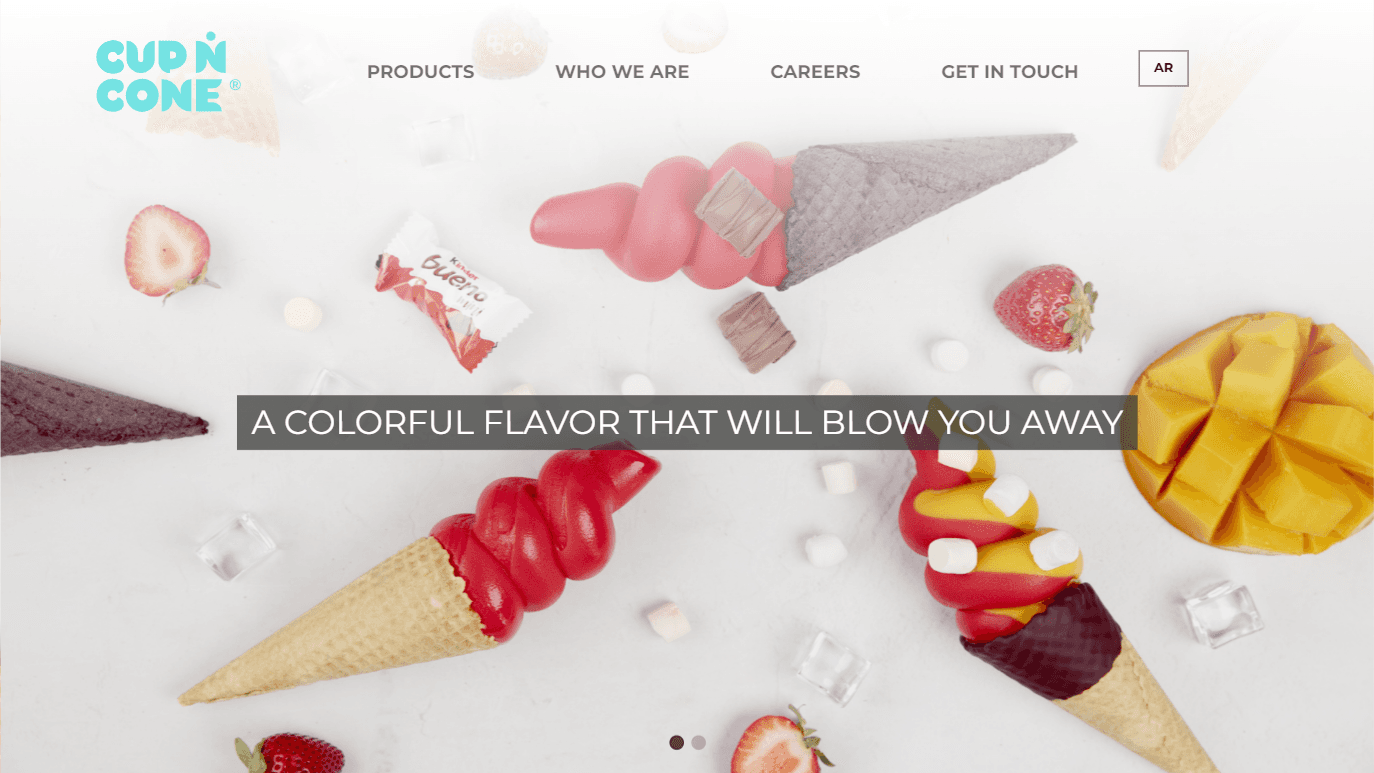 CUP Ṅ
CONE ®
PRODUCTS
WHO WE ARE
CAREERS
GET IN TOUCH
AR
Kinder
bueno
A COLORFUL FLAVOR THAT WILL BLOW YOU AWAY